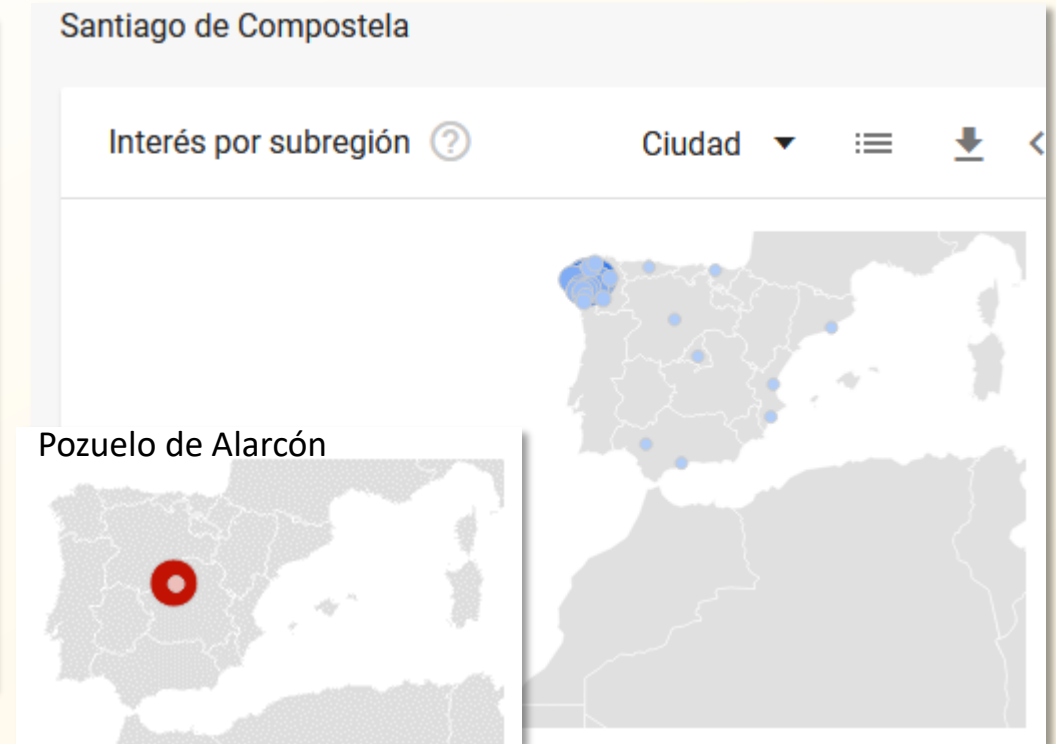 Santiago de Compostela
Interés por subregión ? Ciudad
Pozuelo de Alarcón